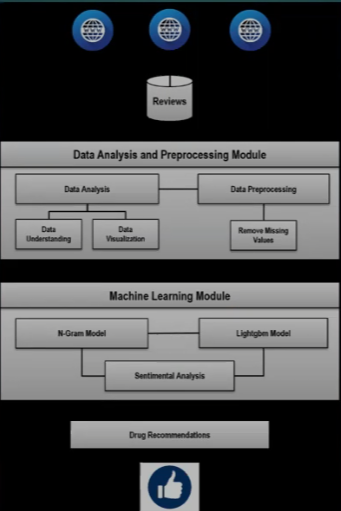 Reviews
Data Analysis and Preprocessing Module
Data Analysis
Data Preprocessing
Data
Understanding
Data
Visualization
Remove Missing
Values
Machine Learning Module
N-Gram Model
Lightgbm Model
Sentimental Analysis
Drug Recommendations